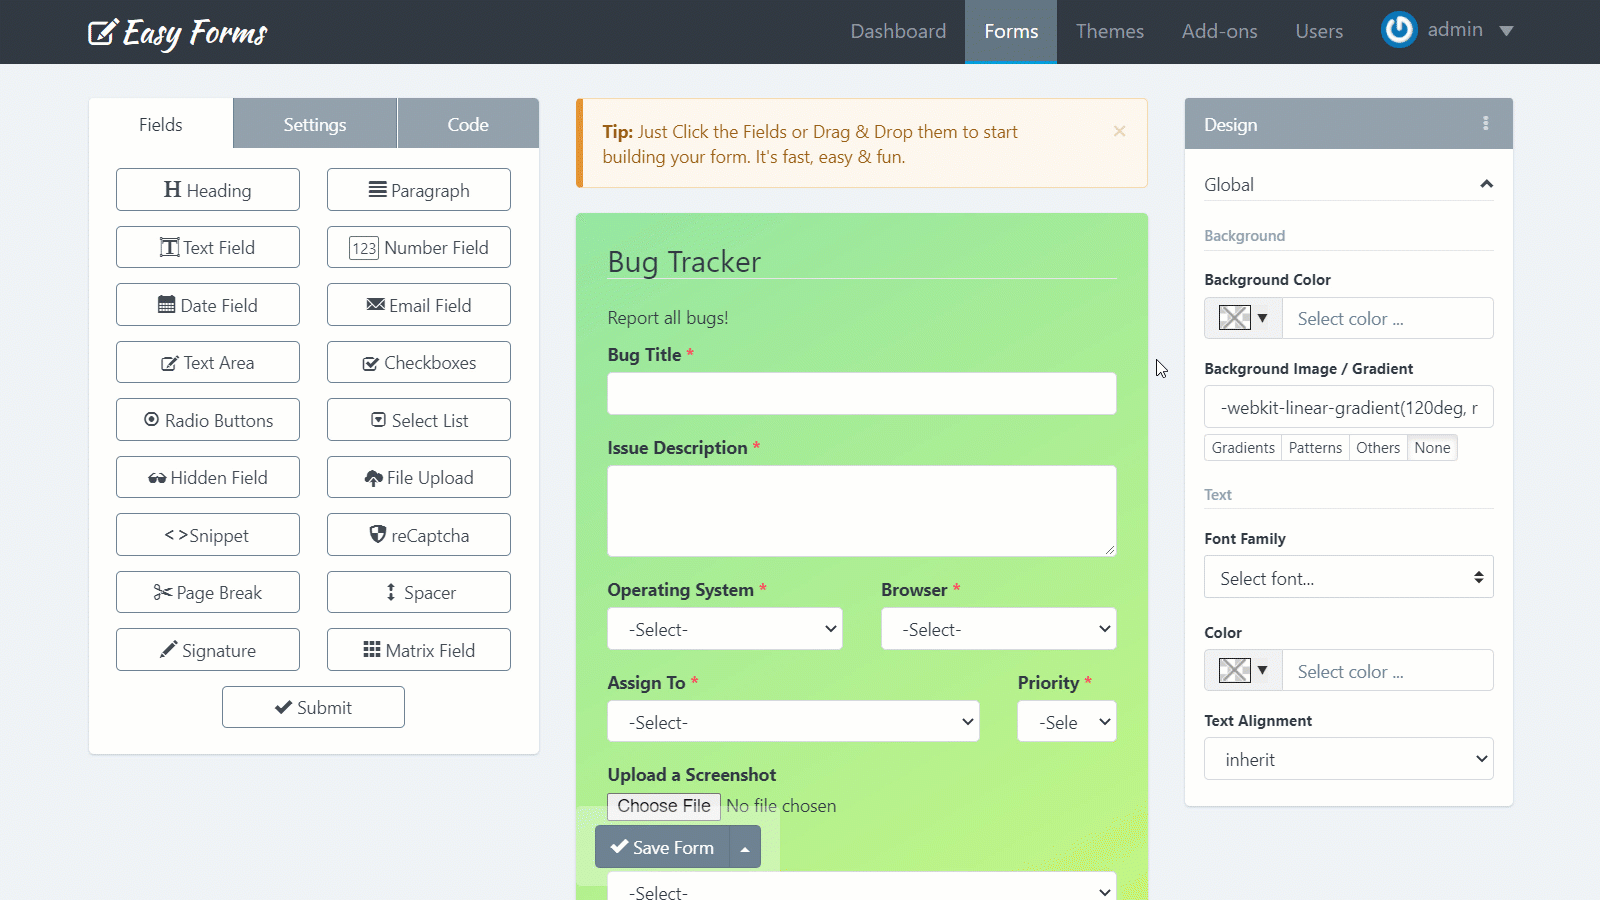 Easy Forms
Dashboard
Forms
Themes
Add-ons
Users
admin
Fields
Settings
Code
H Heading
Paragraph
Text Field
123 Number Field
Date Field
Email Field
Text Area
Checkboxes
Radio Buttons
Select List
Hidden Field
File Upload
< >Snippet
reCaptcha
Page Break
Spacer
Signature
Matrix Field
Submit
Tip: Just Click the Fields or Drag & Drop them to start
building your form. It's fast, easy & fun.
×
Bug Tracker
Report all bugs!
Bug Title *
Issue Description *
Operating System *
Browser *
-Select-
-Select-
Assign To *
Priority *
-Select-
-Sele
Upload a Screenshot
Choose File No file chosen
Save Form
-Select-
Design
Global
Background
Background Color
Select color ...
Background Image / Gradient
-webkit-linear-gradient(120deg, r
Gradients
Patterns
Others
None
Text
Font Family
Select font...
Color
Select color ...
Text Alignment
inherit